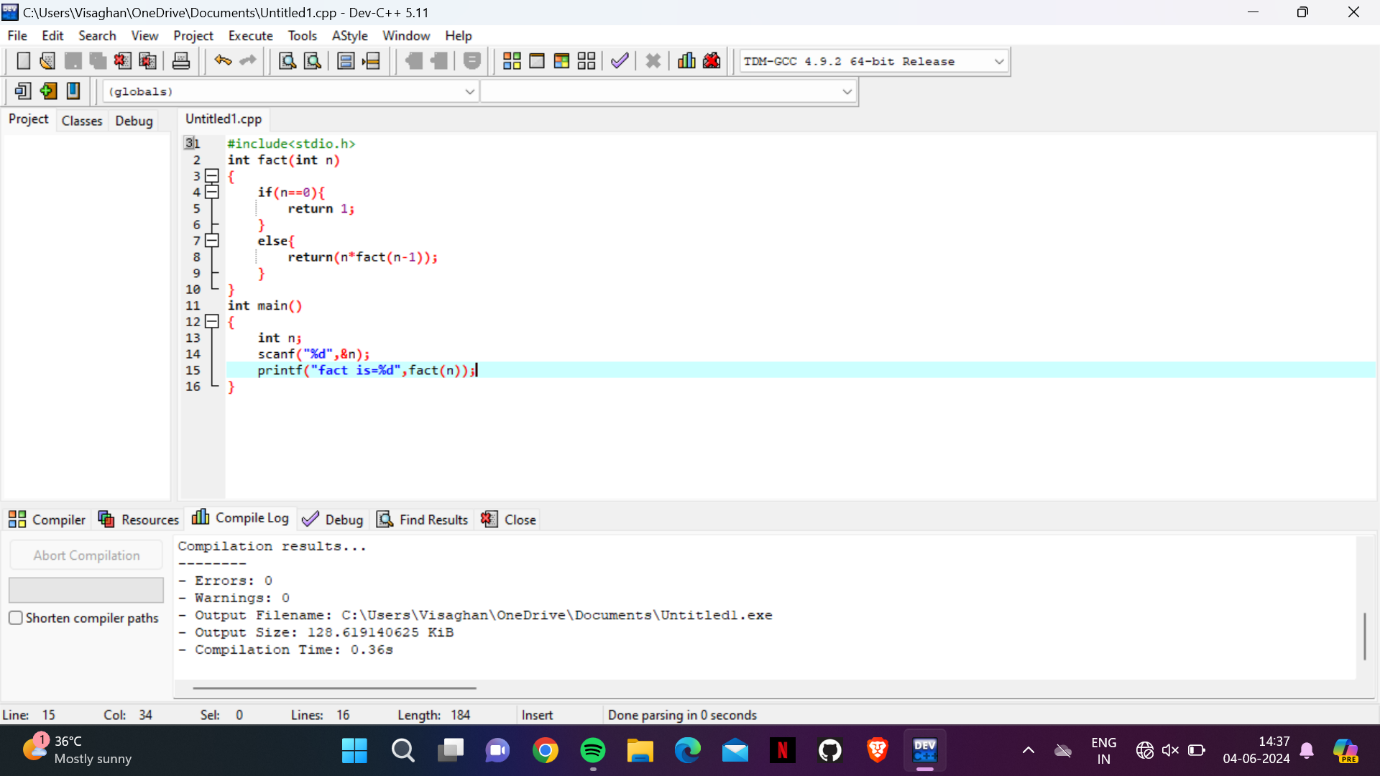 C:\Users\Visaghan\OneDrive\Documents\Untitled1.cpp - Dev-C++ 5.11
File Edit Search View Project Execute Tools AStyle Window Help
TDM-GCC 4.9.2 64-bit Release
(globals)
Project Classes Debug Untitled1.cpp
31 #include<stdio.h>
2 int fact(int n)
3 {
4 if(n==0){
5 return 1;
6 }
7 else{
8 return(n*fact(n-1));
9 }
10 }
11 int main()
12 {
13 int n;
14 scanf("%d",&n);
15 printf("fact is=%d",fact(n));
16 }
Compiler Resources Compile Log Debug Find Results Close
Abort Compilation
Shorten compiler paths
Compilation results...
--------
- Errors: 0
- Warnings: 0
- Output Filename: C:\Users\Visaghan\OneDrive\Documents\Untitled1.exe
- Output Size: 128.619140625 KiB
- Compilation Time: 0.36s
Line: 15 Col: 34 Sel: 0 Lines: 16 Length: 184 Insert Done parsing in 0 seconds
1
36°C
Mostly sunny
N
DEV
C++
ENG
IN
14:37
04-06-2024
PRE